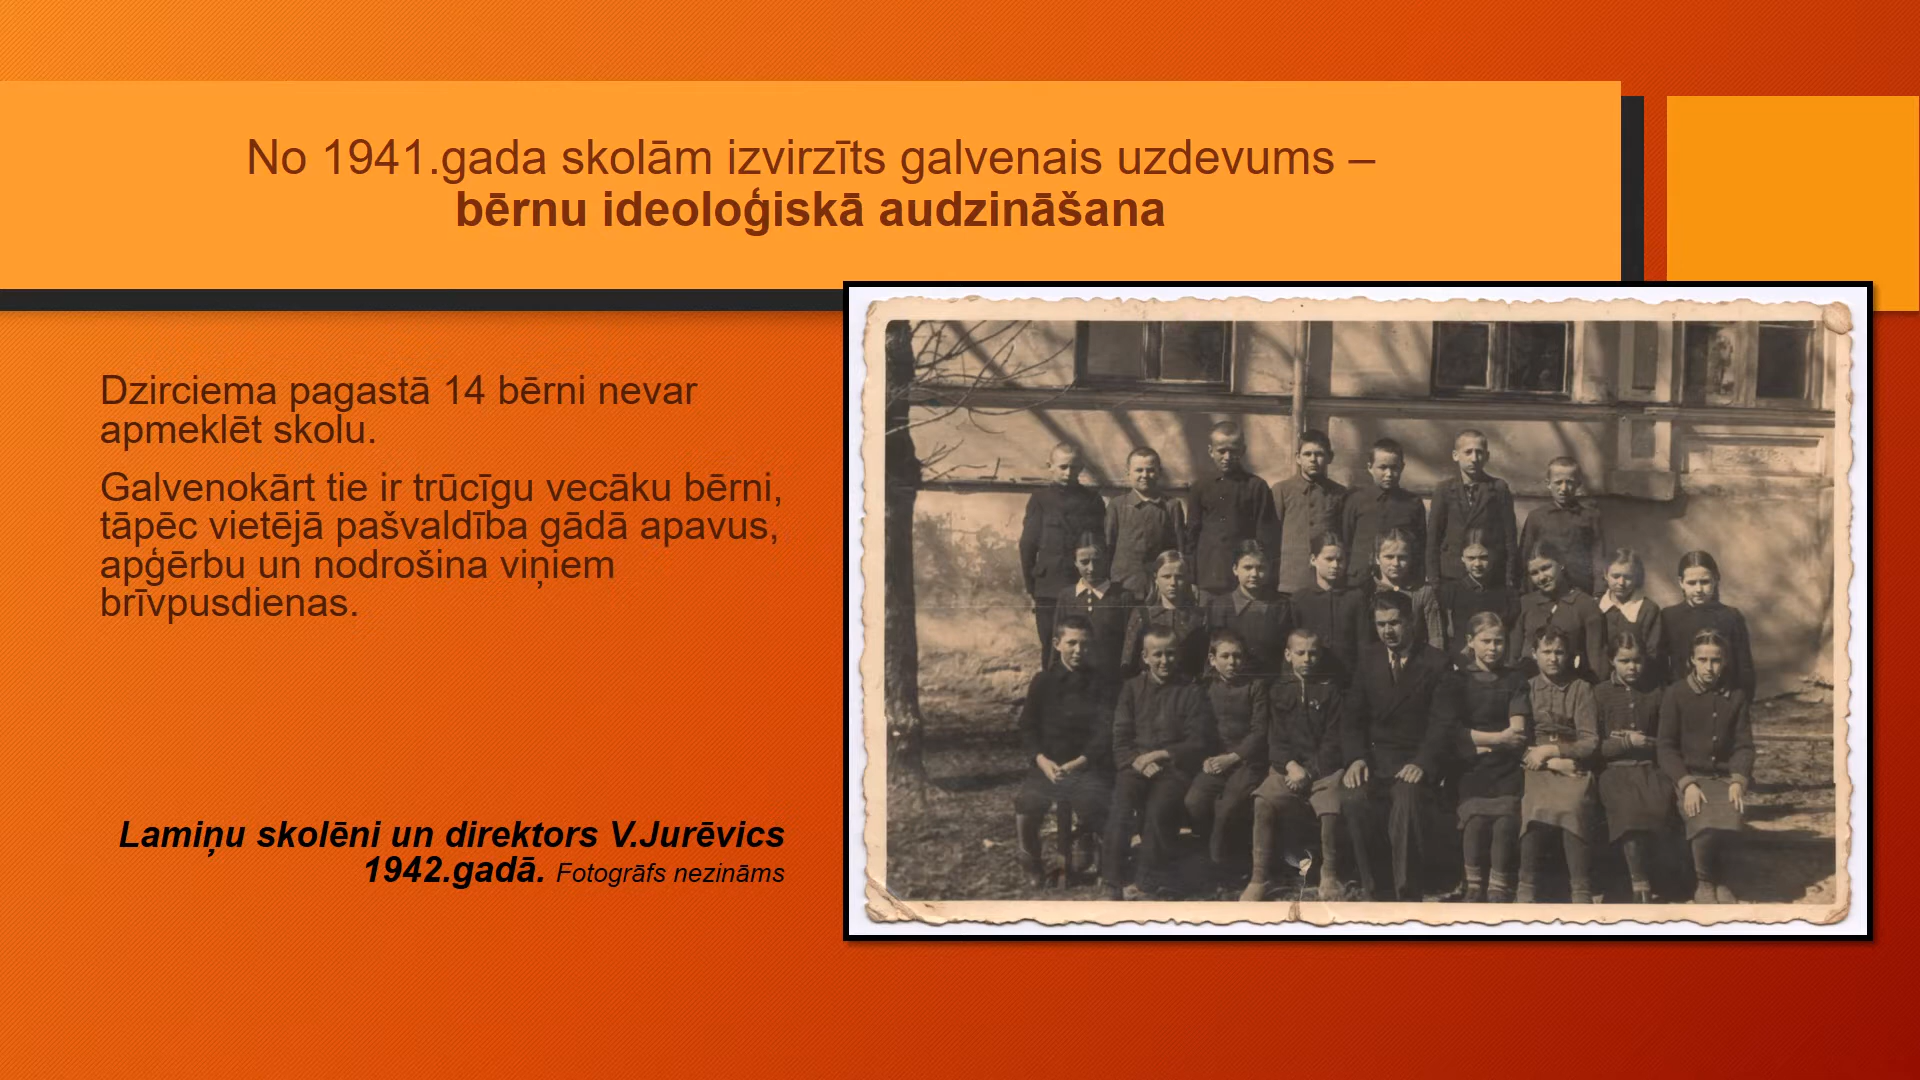 No 1941.gada skolām izvirzīts galvenais uzdevums –
bērnu ideoloģiskā audzināšana
Dzirciema pagastā 14 bērni nevar
apmeklēt skolu.
Galvenokārt tie ir trūcīgu vecāku bērni,
tāpēc vietējā pašvaldība gādā apavus,
apģērbu un nodrošina viņiem
brīvpusdienas.
Lamiņu skolēni un direktors V.Jurēvics
1942.gadā. Fotogrāfs nezināms